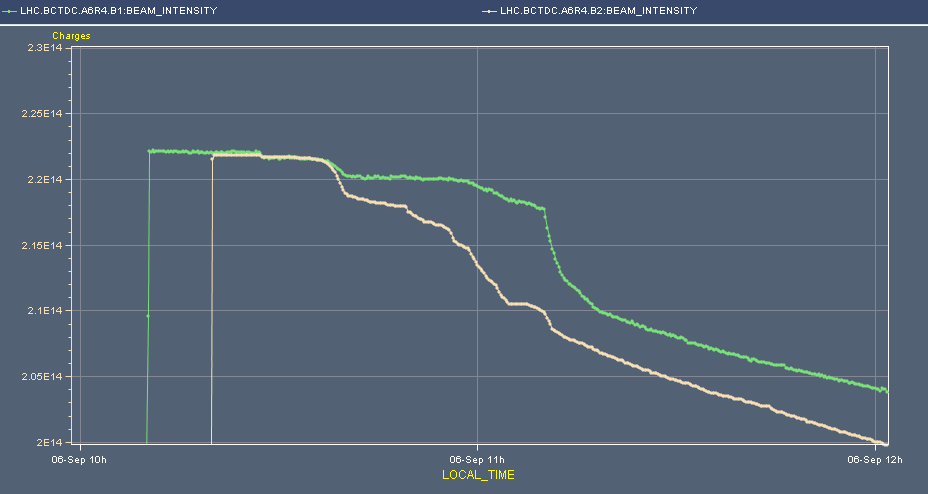 LHC.BCTDC.A6R4.B1:BEAM_INTENSITY LHC.BCTDC.A6R4.B2:BEAM_INTENSITY
Charges
2.3E14
2.25E14
2.2E14
2.15E14
2.1E14
2.05E14
2E14
06-Sep 10h 06-Sep 11h 06-Sep 12h
LOCAL_TIME